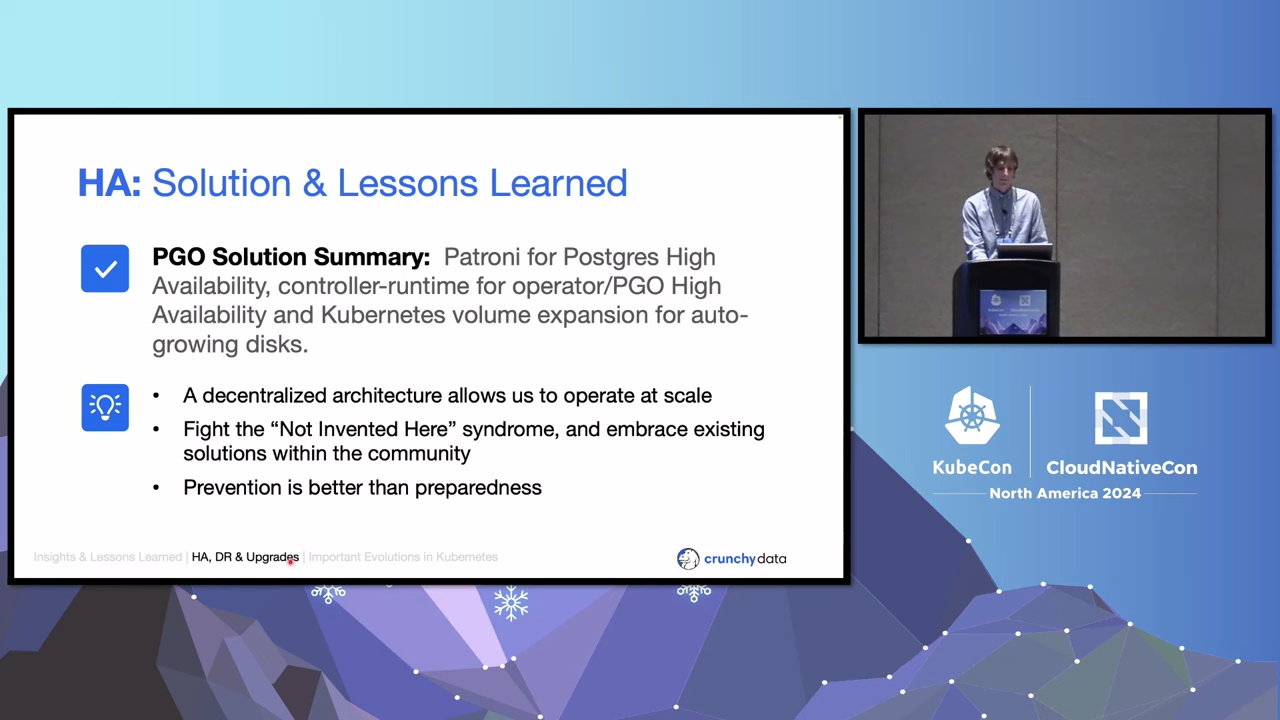 HA: Solution & Lessons Learned
PGO Solution Summary: Patroni for Postgres High
Availability, controller-runtime for operator/PGO High
Availability and Kubernetes volume expansion for auto-
growing disks.
• A decentralized architecture allows us to operate at scale
• Fight the “Not Invented Here” syndrome, and embrace existing
solutions within the community
• Prevention is better than preparedness
Insights & Lessons Learned | HA, DR & Upgrades | Important Evolutions in Kubernetes
crunchydata
KubeCon
CloudNativeCon
North America 2024